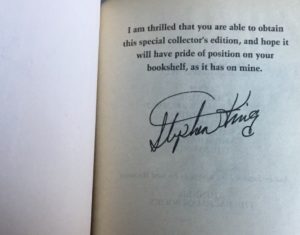 I am thrilled that you are able to obtain
this special collector's edition, and hope it
will have pride of position on your
bookshelf, as it has on mine.
Stephen King